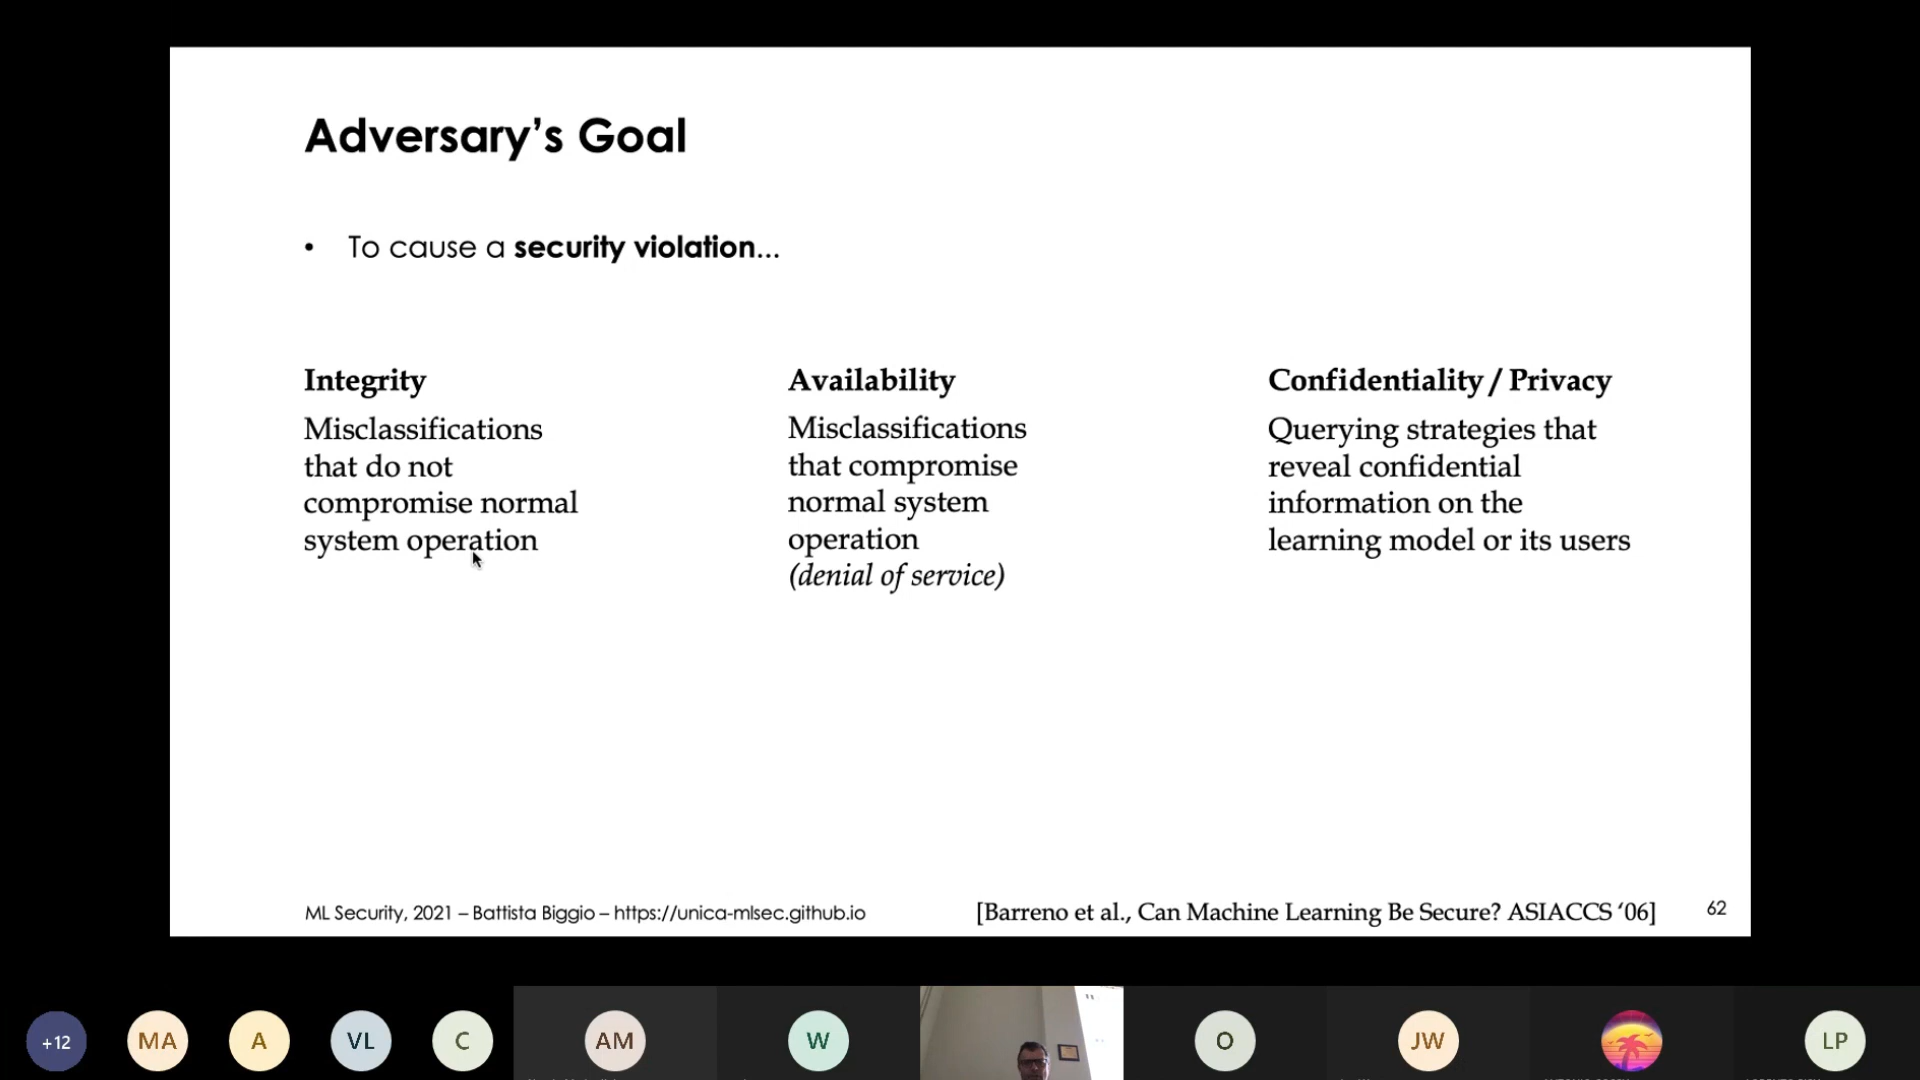 Adversary's Goal
• To cause a security violation...
Integrity
Misclassifications
that do not
compromise normal
system operation
Availability
Misclassifications
that compromise
normal system
operation
(denial of service)
Confidentiality / Privacy
Querying strategies that
reveal confidential
information on the
learning model or its users
ML Security, 2021 – Battista Biggio – https://unica-mlsec.github.io
[Barreno et al., Can Machine Learning Be Secure? ASIACCS ‘06]
62
+12
MA
A
VL
C
AM
W
O
JW
LP